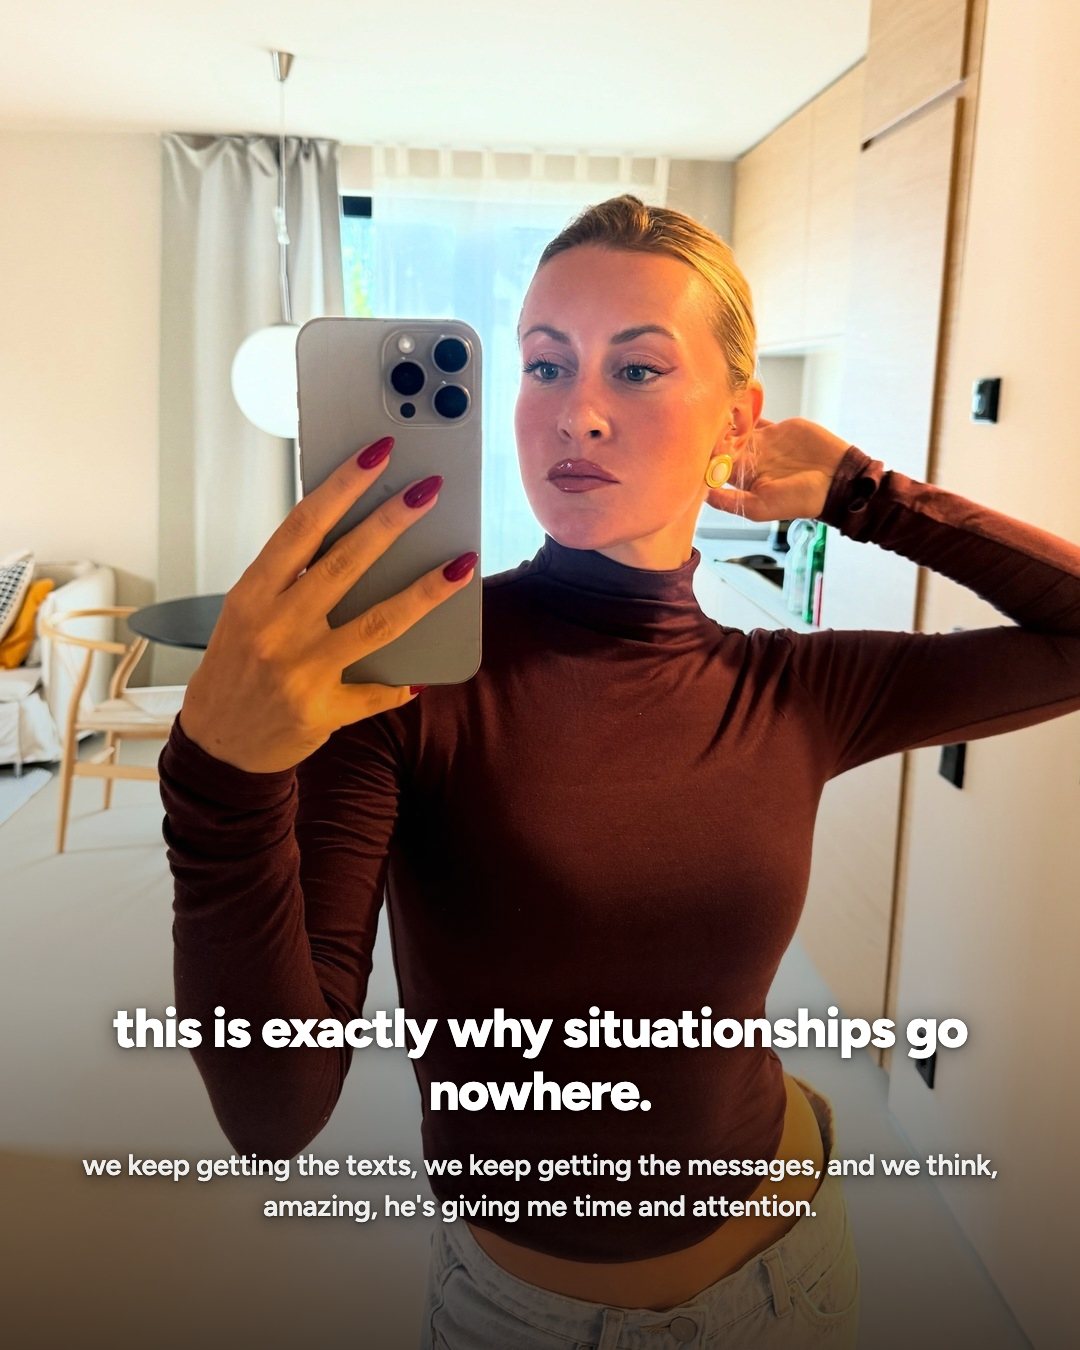 this is exactly why situationships go
nowhere.
we keep getting the texts, we keep getting the messages, and we think,
amazing, he's giving me time and attention.